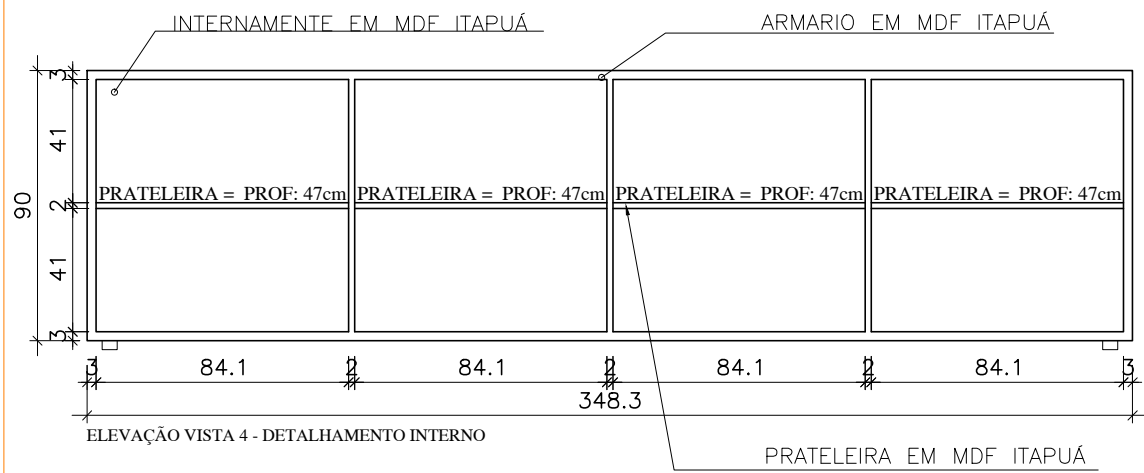 INTERNAMENTE EM MDF ITAPUÁ
ARMARIO EM MDF ITAPUÁ
3
41
PRATELEIRA = PROF: 47cm PRATELEIRA = PROF: 47cm PRATELEIRA = PROF: 47cm PRATELEIRA = PROF: 47cm
90
2
41
3
3 84.1 2 84.1 2 84.1 2 84.1 3
348.3
ELEVAÇÃO VISTA 4 - DETALHAMENTO INTERNO
PRATELEIRA EM MDF ITAPUÁ